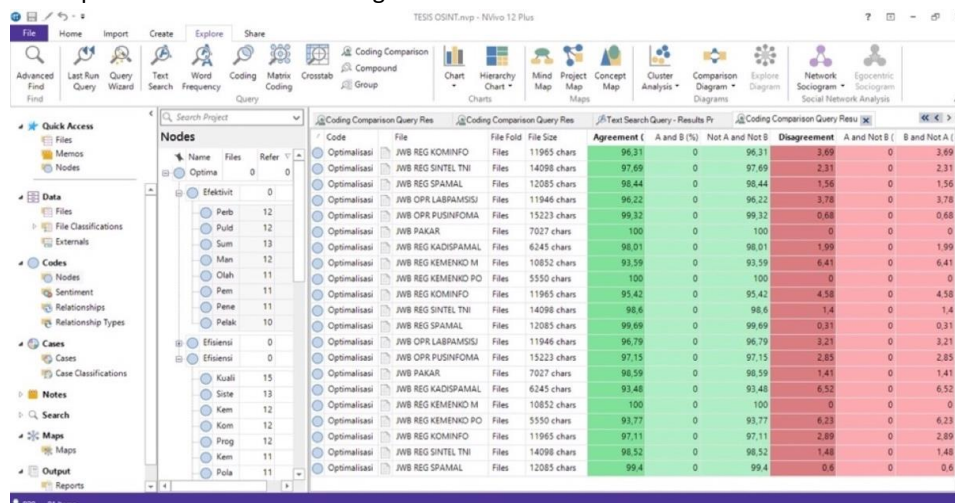 TESIS OSINT.nvp - NVivo 12 Plus
File Home Import Create Explore Share
Advanced Find
Last Run Query
Query Wizard
Text Search
Word Frequency
Coding
Matrix Coding
Crosstab
Coding Comparison
Compound
Group
Chart
Hierarchy Chart
Mind Map
Project Map
Concept Map
Cluster Analysis
Comparison Diagram
Explore Diagram
Network Sociogram
Egocentric Sociogram
Find Query Charts Maps Diagrams Social Network Analysis
Quick Access
Files
Memos
Nodes
Data
Files
File Classifications
Externals
Codes
Nodes
Sentiment
Relationships
Relationship Types
Cases
Cases
Case Classifications
Notes
Search
Maps
Maps
Output
Reports
Search Project
Nodes
Name Files Refer
Optima 0 0
Efektivit 0
Perb 12
Puld 12
Sum 13
Man 12
Olah 11
Pem 11
Pene 11
Pelak 10
Efisiensi 0
Efisiensi 0
Kuali 15
Siste 13
Kem 12
Kom 12
Prog 12
Kem 11
Pola 11
Coding Comparison Query Res Coding Comparison Query Res Text Search Query - Results Pr Coding Comparison Query Resu
Code File File Fold File Size Agreement ( A and B (%) Not A and Not B Disagreement A and Not B ( B and Not A (
Optimalisasi JWB REG KOMINFO Files 11965 chars 96,31 0 96,31 3,69 0 3,69
Optimalisasi JWB REG SINTEL TNI Files 14098 chars 97,69 0 97,69 2,31 0 2,31
Optimalisasi JWB REG SPAMAL Files 12085 chars 98,44 0 98,44 1,56 0 1,56
Optimalisasi JWB OPR LABPAMSISJ Files 11946 chars 96,22 0 96,22 3,78 0 3,78
Optimalisasi JWB OPR PUSINFOMA Files 15223 chars 99,32 0 99,32 0,68 0 0,68
Optimalisasi JWB PAKAR Files 7027 chars 100 0 100 0 0 0
Optimalisasi JWB REG KADISPAMAL Files 6245 chars 98,01 0 98,01 1,99 0 1,99
Optimalisasi JWB REG KEMENKO M Files 10852 chars 93,59 0 93,59 6,41 0 6,41
Optimalisasi JWB REG KEMENKO PO Files 5550 chars 100 0 100 0 0 0
Optimalisasi JWB REG KOMINFO Files 11965 chars 95,42 0 95,42 4,58 0 4,58
Optimalisasi JWB REG SINTEL TNI Files 14098 chars 98,6 0 98,6 1,4 0 1,4
Optimalisasi JWB REG SPAMAL Files 12085 chars 99,69 0 99,69 0,31 0 0,31
Optimalisasi JWB OPR LABPAMSISJ Files 11946 chars 96,79 0 96,79 3,21 0 3,21
Optimalisasi JWB OPR PUSINFOMA Files 15223 chars 97,15 0 97,15 2,85 0 2,85
Optimalisasi JWB PAKAR Files 7027 chars 98,59 0 98,59 1,41 0 1,41
Optimalisasi JWB REG KADISPAMAL Files 6245 chars 93,48 0 93,48 6,52 0 6,52
Optimalisasi JWB REG KEMENKO M Files 10852 chars 100 0 100 0 0 0
Optimalisasi JWB REG KEMENKO PO Files 5550 chars 93,77 0 93,77 6,23 0 6,23
Optimalisasi JWB REG KOMINFO Files 11965 chars 97,11 0 97,11 2,89 0 2,89
Optimalisasi JWB REG SINTEL TNI Files 14098 chars 98,52 0 98,52 1,48 0 1,48
Optimalisasi JWB REG SPAMAL Files 12085 chars 99,4 0 99,4 0,6 0 0,6